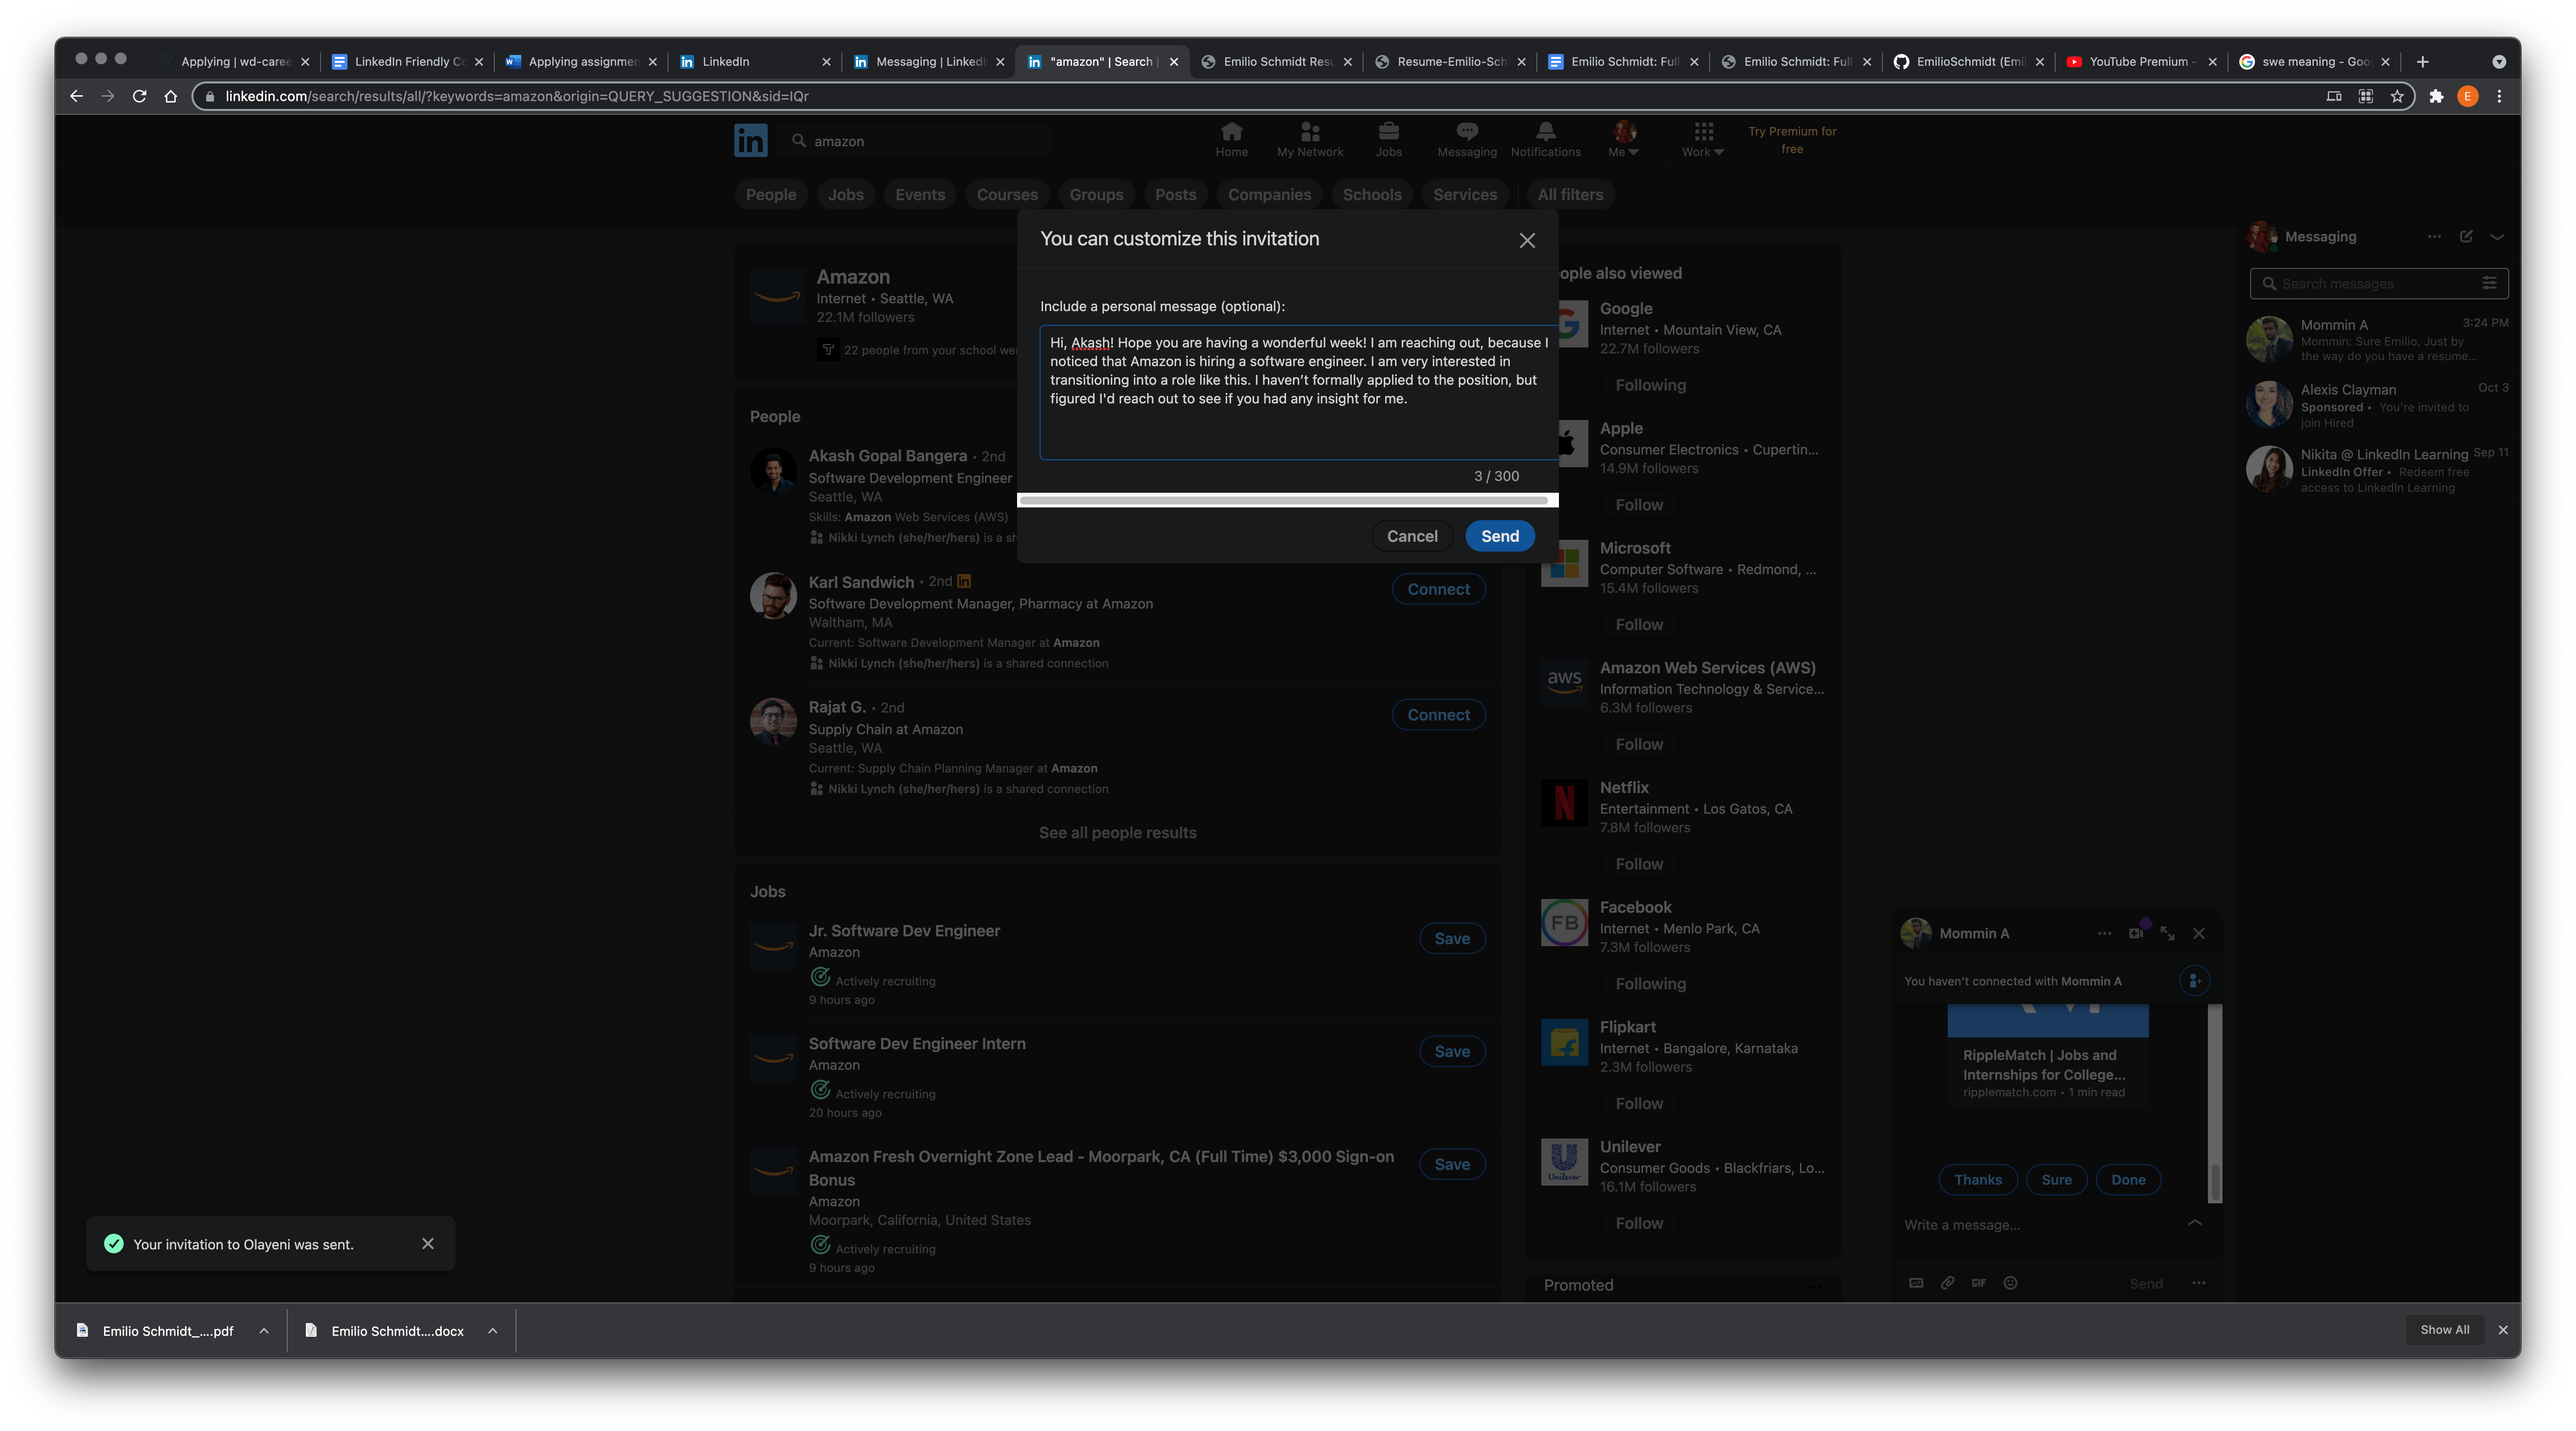 Applying | wd-caree
LinkedIn Friendly Co
Applying assignmen
LinkedIn
Messaging | LinkedI
"amazon" | Search |
Emilio Schmidt Resu
Resume-Emilio-Sch
Emilio Schmidt: Full
Emilio Schmidt: Full
EmilioSchmidt (Emil
YouTube Premium -
swe meaning - Goo
linkedin.com/search/results/all/?keywords=amazon&origin=QUERY_SUGGESTION&sid=IQr
E
in
amazon
Home
My Network
Jobs
Messaging
Notifications
Me
Work
Try Premium for
free
People
Jobs
Events
Courses
Groups
Posts
Companies
Schools
Services
All filters
You can customize this invitation
Include a personal message (optional):
Hi, Akash! Hope you are having a wonderful week! I am reaching out, because I
noticed that Amazon is hiring a software engineer. I am very interested in
transitioning into a role like this. I haven't formally applied to the position, but
figured I'd reach out to see if you had any insight for me.
3 / 300
Cancel
Send
Amazon
Internet • Seattle, WA
22.1M followers
22 people from your school wer
People
Akash Gopal Bangera • 2nd
Software Development Engineer
Seattle, WA
Skills: Amazon Web Services (AWS)
Nikki Lynch (she/her/hers) is a sh
Karl Sandwich • 2nd in
Software Development Manager, Pharmacy at Amazon
Waltham, MA
Current: Software Development Manager at Amazon
Nikki Lynch (she/her/hers) is a shared connection
Connect
Rajat G. • 2nd
Supply Chain at Amazon
Seattle, WA
Current: Supply Chain Planning Manager at Amazon
Nikki Lynch (she/her/hers) is a shared connection
Connect
See all people results
Jobs
Jr. Software Dev Engineer
Amazon
Actively recruiting
9 hours ago
Save
Software Dev Engineer Intern
Amazon
Actively recruiting
20 hours ago
Save
Amazon Fresh Overnight Zone Lead - Moorpark, CA (Full Time) $3,000 Sign-on
Bonus
Amazon
Moorpark, California, United States
Actively recruiting
9 hours ago
Save
ople also viewed
Google
Internet • Mountain View, CA
22.7M followers
Following
Apple
Consumer Electronics • Cupertin...
14.9M followers
Follow
Microsoft
Computer Software • Redmond, ...
15.4M followers
Follow
aws
Amazon Web Services (AWS)
Information Technology & Service...
6.3M followers
Follow
N
Netflix
Entertainment • Los Gatos, CA
7.8M followers
Follow
FB
Facebook
Internet • Menlo Park, CA
7.3M followers
Following
Flipkart
Internet • Bangalore, Karnataka
2.3M followers
Follow
Unilever
Unilever
Consumer Goods • Blackfriars, Lo...
16.1M followers
Follow
Promoted
Messaging
Search messages
Mommin A
3:24 PM
Mommin: Sure Emilio. Just by
the way do you have a resume...
Alexis Clayman
Oct 3
Sponsored • You're invited to
join Hired
Nikita @ LinkedIn Learning
Sep 11
LinkedIn Offer • Redeem free
access to LinkedIn Learning
Mommin A
You haven't connected with Mommin A
RippleMatch | Jobs and
Internships for College...
ripplematch.com • 1 min read
Thanks
Sure
Done
Write a message...
GIF
Send
Your invitation to Olayeni was sent.
Emilio Schmidt_....pdf
Emilio Schmidt....docx
Show All